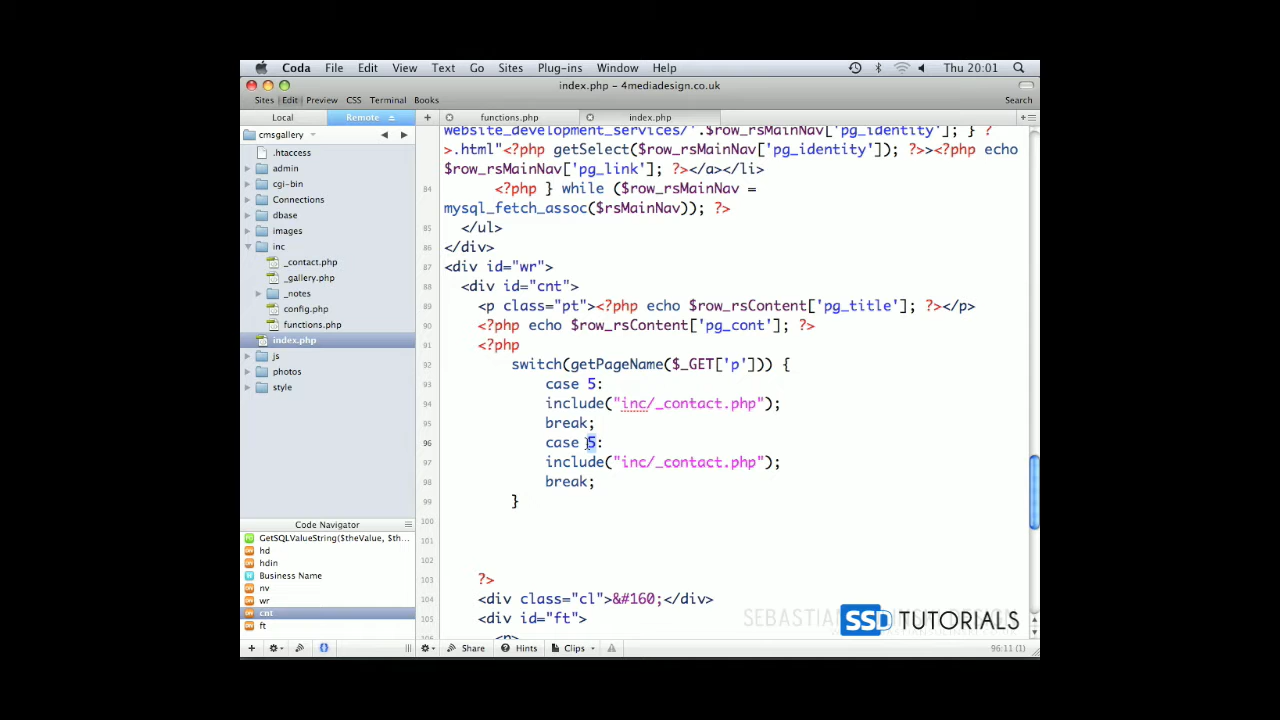 Coda File Edit View Text Go Sites Plug-ins Window Help Thu 20:01
index.php - 4mediadesign.co.uk
Sites Edit Preview CSS Terminal Books Search
Local Remote functions.php index.php
cmsgallery
.htaccess
admin
cgi-bin
Connections
dbase
images
inc
_contact.php
_gallery.php
_notes
config.php
functions.php
index.php
js
photos
style
Code Navigator
GetSQLValueString($theValue, $th...
hd
hdin
Business Name
nv
wr
cnt
ft
website_development_services/'.$row_rsMainNav['pg_identity']; } ?
>.html"<?php getSelect($row_rsMainNav['pg_identity']); ?>><?php echo
$row_rsMainNav['pg_link']; ?></a></li>
84 <?php } while ($row_rsMainNav =
mysql_fetch_assoc($rsMainNav)); ?>
85 </ul>
86 </div>
87 <div id="wr">
88 <div id="cnt">
89 <p class="pt"><?php echo $row_rsContent['pg_title']; ?></p>
90 <?php echo $row_rsContent['pg_cont']; ?>
91 <?php
92 switch(getPageName($_GET['p'])) {
93 case 5:
94 include("inc/_contact.php");
95 break;
96 case 5:
97 include("inc/_contact.php");
98 break;
99 }
100
101
102
103 ?>
104 <div class="cl">&#160;</div>
105 <div id="ft">
<p>
SEBASTIAN
SSD TUTORIALS
Share Hints Clips 96:11 (1)